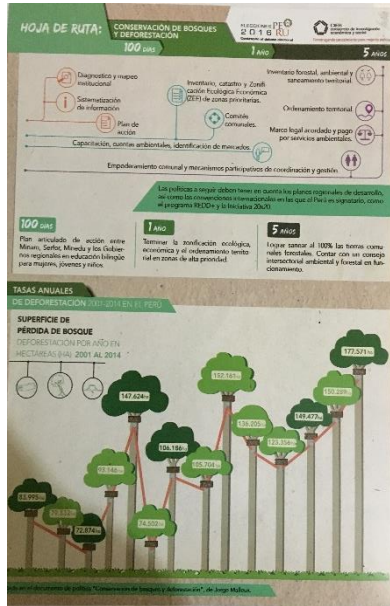 HOJA DE RUTA:
CONSERVACIÓN DE BOSQUES
Y DEFORESTACIÓN
ELECCIONES PERÚ
2016
CIES
consorcio de investigación
económica y social
100 DÍAS
1 AÑO
5 AÑOS
Diagnóstico y mapeo
institucional
Sistematización
de información
Plan de
acción
Inventario, catastro y Zonifi
cación Ecológica Económica
(ZEE) de zonas prioritarias.
Comités
comunales.
Capacitación, cuentas ambientales, identificación de mercados.
Inventario forestal, ambiental y
saneamiento territorial
Ordenamiento territorial
Marco legal acordado y pago
por servicios ambientales.
Empoderamiento comunal y mecanismos participativos de coordinación y gestión.
Las políticas a seguir deben tener en cuenta los planes regionales de desarrollo,
así como las convenciones internacionales en las que el Perú es signatario, como
el programa REDD+ y la Iniciativa 20x20.
100 DÍAS
Plan articulado de acción entre
Minam, Serfor, Minedu y los Gobier-
nos regionales en educación bilingüe
para mujeres, jóvenes y niños.
1 AÑO
Terminar la zonificación ecológica,
económica y el ordenamiento territo-
rial en zonas de alta prioridad.
5 AÑOS
Lograr sanear al 100% las tierras comu-
nales forestales. Contar con un consejo
intersectorial ambiental y forestal en fun-
cionamiento.
TASAS ANUALES
DE DEFORESTACIÓN 2001-2014 EN EL PERÚ
SUPERFICIE DE
PÉRDIDA DE BOSQUE
DEFORESTACIÓN POR AÑO EN
HECTÁREAS (HA). 2001 AL 2014
177.571
152.161
147.624
149.477
136.205
106.186
105.704
83.995
72.874
74.502
de política "Conservación de bosques y deforestación", de Jorge Malleux.